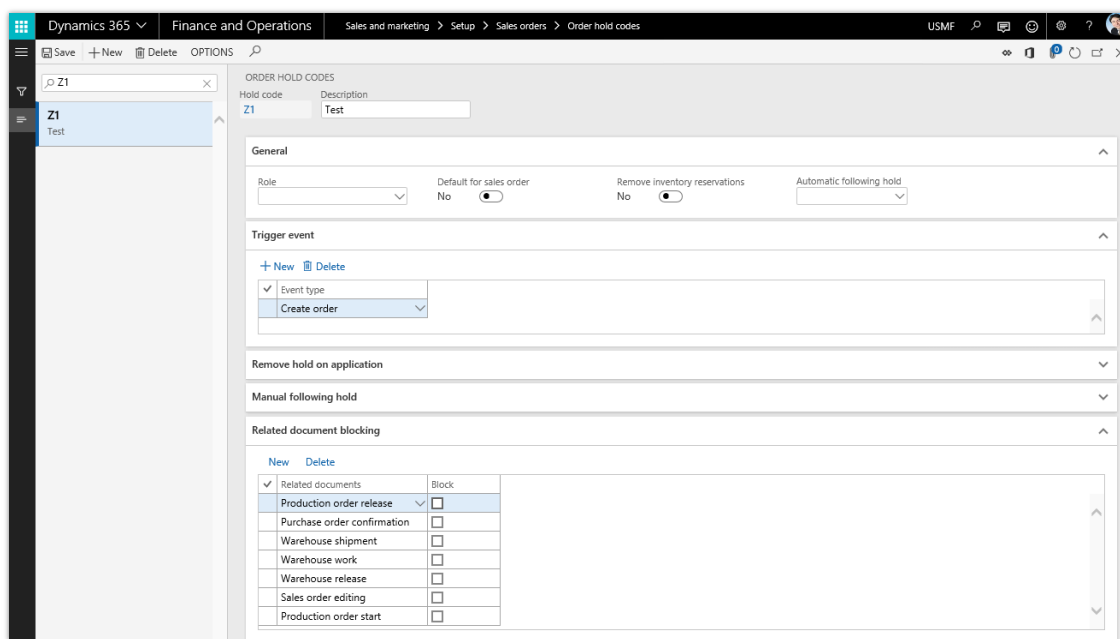 Dynamics 365 Finance and Operations Sales and marketing > Setup > Sales orders > Order hold codes USMF ?
Save + New Delete OPTIONS 0
Z1
Z1
Test
ORDER HOLD CODES
Hold code Description
Z1 Test
General
Role Default for sales order Remove inventory reservations Automatic following hold
No No
Trigger event
+ New Delete
Event type
Create order
Remove hold on application
Manual following hold
Related document blocking
New Delete
Related documents Block
Production order release
Purchase order confirmation
Warehouse shipment
Warehouse work
Warehouse release
Sales order editing
Production order start